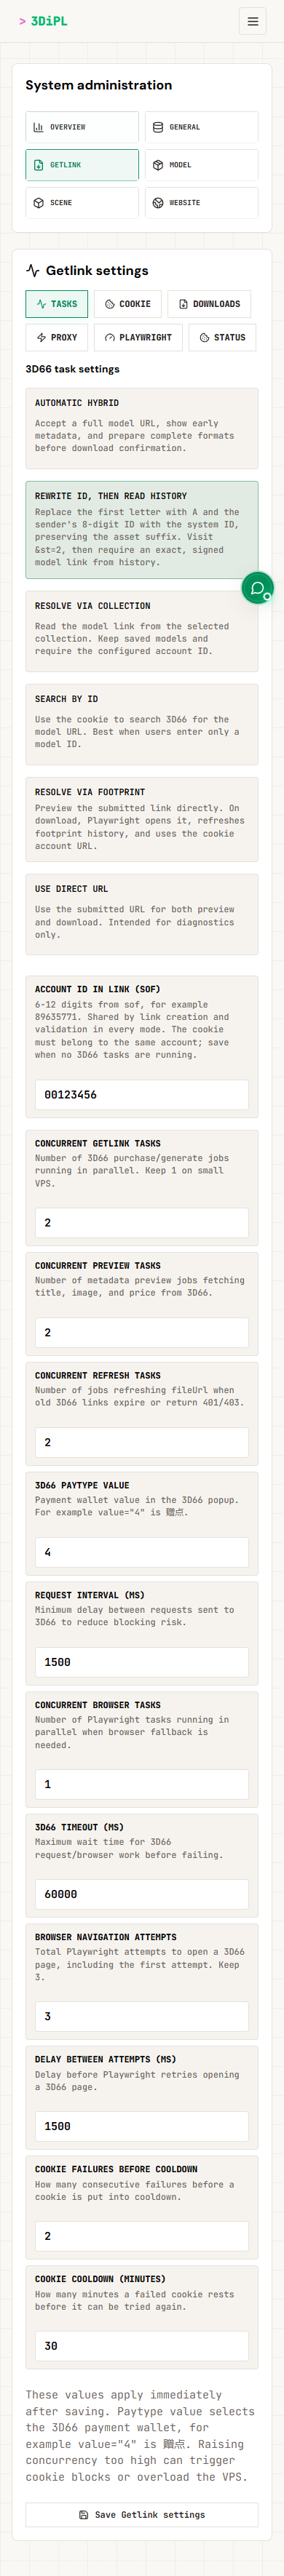 > 3DiPL
System administration
OVERVIEW
GENERAL
GETLINK
MODEL
SCENE
WEBSITE
Getlink settings
TASKS
COOKIE
DOWNLOADS
PROXY
PLAYWRIGHT
STATUS
3D66 task settings
AUTOMATIC HYBRID
Accept a full model URL, show early
metadata, and prepare complete formats
before download confirmation.
REWRITE ID, THEN READ HISTORY
Replace the first letter with A and the
sender's 8-digit ID with the system ID,
preserving the asset suffix. Visit
&st=2, then require an exact, signed
model link from history.
RESOLVE VIA COLLECTION
Read the model link from the selected
collection. Keep saved models and
require the configured account ID.
SEARCH BY ID
Use the cookie to search 3D66 for the
model URL. Best when users enter only a
model ID.
RESOLVE VIA FOOTPRINT
Preview the submitted link directly. On
download, Playwright opens it, refreshes
footprint history, and uses the cookie
account URL.
USE DIRECT URL
Use the submitted URL for both preview
and download. Intended for diagnostics
only.
ACCOUNT ID IN LINK (SOF)
6-12 digits from sof, for example
89635771. Shared by link creation and
validation in every mode. The cookie
must belong to the same account; save
when no 3D66 tasks are running.
00123456
CONCURRENT GETLINK TASKS
Number of 3D66 purchase/generate jobs
running in parallel. Keep 1 on small
VPS.
2
CONCURRENT PREVIEW TASKS
Number of metadata preview jobs fetching
title, image, and price from 3D66.
2
CONCURRENT REFRESH TASKS
Number of jobs refreshing fileUrl when
old 3D66 links expire or return 401/403.
2
3D66 PAYTYPE VALUE
Payment wallet value in the 3D66 popup.
For example value="4" is 赠点.
4
REQUEST INTERVAL (MS)
Minimum delay between requests sent to
3D66 to reduce blocking risk.
1500
CONCURRENT BROWSER TASKS
Number of Playwright tasks running in
parallel when browser fallback is
needed.
1
3D66 TIMEOUT (MS)
Maximum wait time for 3D66
request/browser work before failing.
60000
BROWSER NAVIGATION ATTEMPTS
Total Playwright attempts to open a 3D66
page, including the first attempt. Keep
3.
3
DELAY BETWEEN ATTEMPTS (MS)
Delay before Playwright retries opening
a 3D66 page.
1500
COOKIE FAILURES BEFORE COOLDOWN
How many consecutive failures before a
cookie is put into cooldown.
2
COOKIE COOLDOWN (MINUTES)
How many minutes a failed cookie rests
before it can be tried again.
30
These values apply immediately
after saving. Paytype value selects
the 3D66 payment wallet, for
example value="4" is 赠点. Raising
concurrency too high can trigger
cookie blocks or overload the VPS.
Save Getlink settings